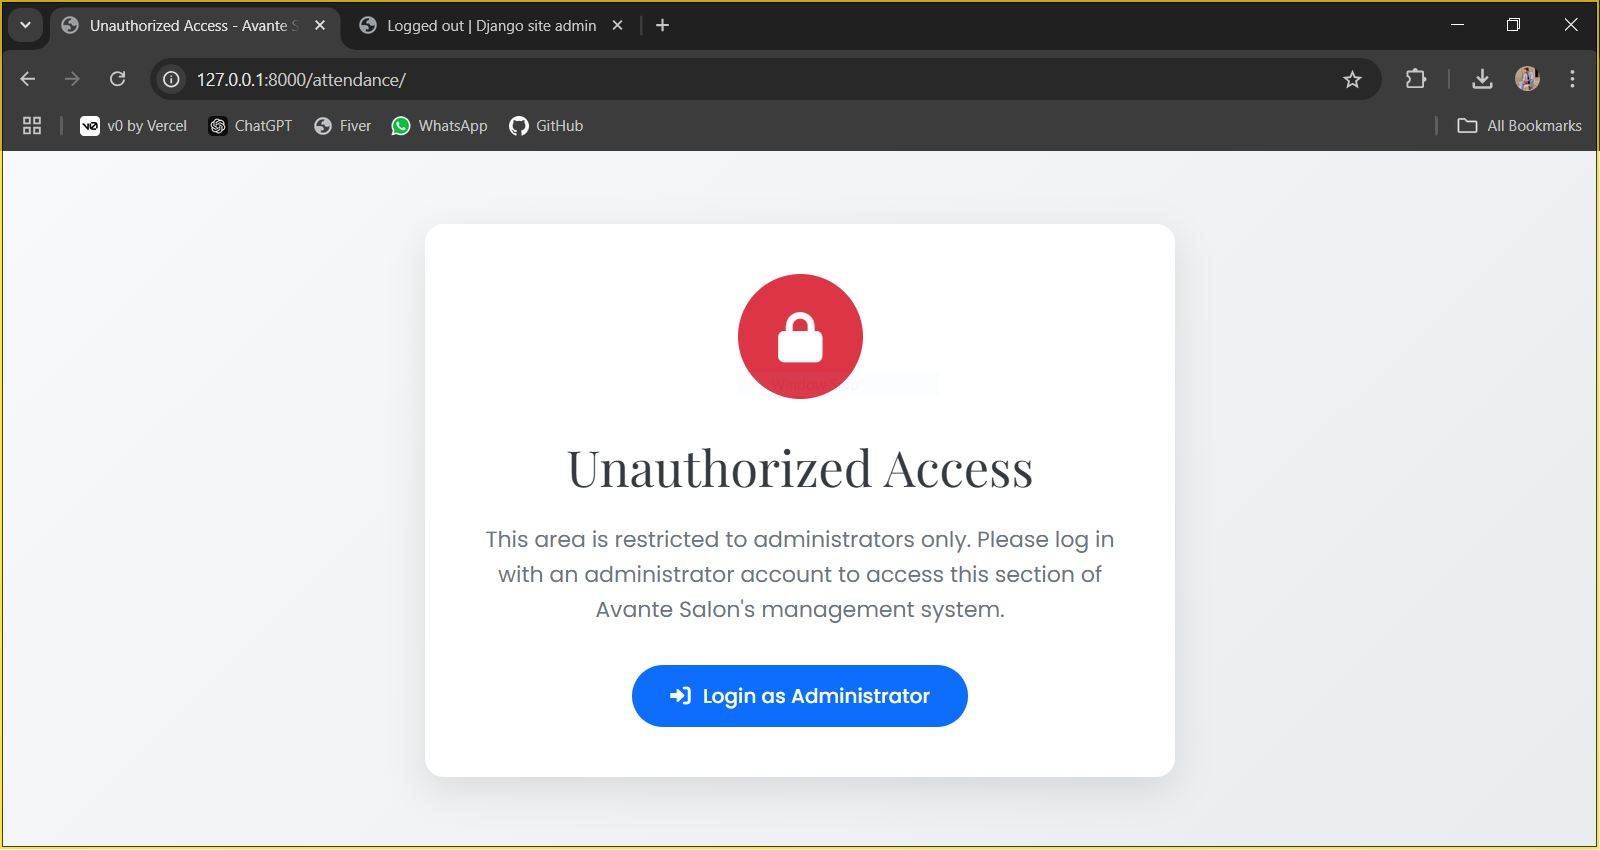 Unauthorized Access - Avante S
Logged out | Django site admin
127.0.0.1:8000/attendance/
v0 by Vercel
ChatGPT
Fiver
WhatsApp
GitHub
All Bookmarks
Unauthorized Access
This area is restricted to administrators only. Please log in
with an administrator account to access this section of
Avante Salon's management system.
Login as Administrator